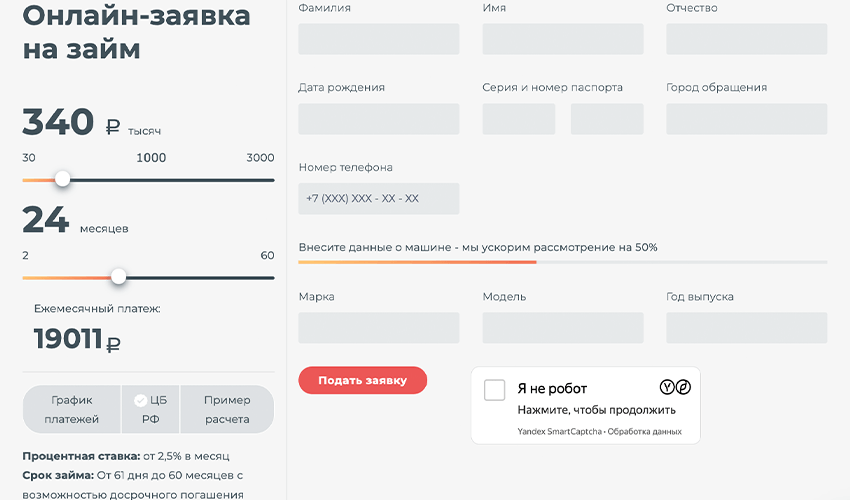 Онлайн-заявка
на займ
340 ₽ тысяч
30 1000 3000
24 месяцев
2 60
Ежемесячный платеж:
19011 ₽
График
платежей
ЦБ
РФ
Пример
расчета
Процентная ставка: от 2,5% в месяц
Срок займа: От 61 дня до 60 месяцев с
возможностью досрочного погашения
Фамилия Имя Отчество
Дата рождения Серия и номер паспорта Город обращения
Номер телефона
+7 (XXX) XXX - XX - XX
Внесите данные о машине - мы ускорим рассмотрение на 50%
Марка Модель Год выпуска
Подать заявку
Я не робот
Нажмите, чтобы продолжить
Yandex SmartCaptcha • Обработка данных